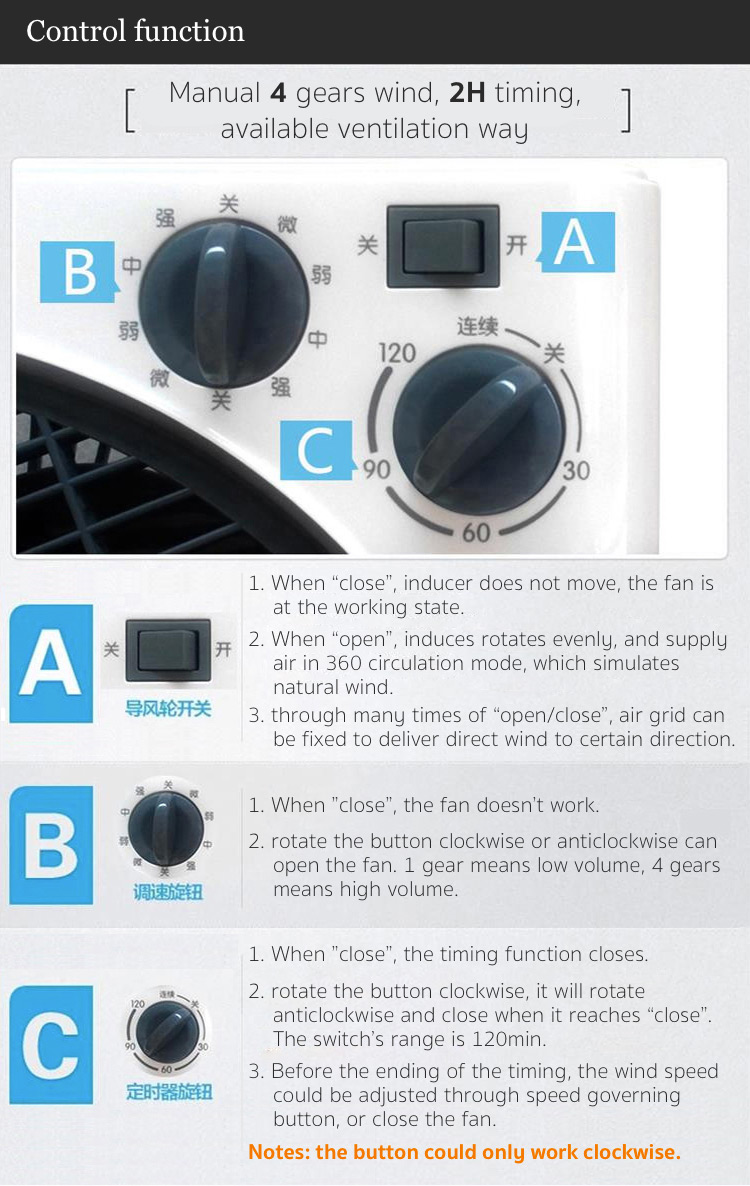 Control function
Manual 4 gears wind, 2H timing,
available ventilation way
关
强
微
中
弱
弱
中
微
强
关
B
关
开
A
连续
关
120
30
90
60
C
A
关
开
导风轮开关
1. When “close”, inducer does not move, the fan is
at the working state.
2. When “open”, induces rotates evenly, and supply
air in 360 circulation mode, which simulates
natural wind.
3. through many times of “open/close”, air grid can
be fixed to deliver direct wind to certain direction.
B
关
强
微
中
弱
弱
中
微
强
关
调速旋钮
1. When ”close”, the fan doesn’t work.
2. rotate the button clockwise or anticlockwise can
open the fan. 1 gear means low volume, 4 gears
means high volume.
C
连续
关
120
30
90
60
定时器旋钮
1. When ”close”, the timing function closes.
2. rotate the button clockwise, it will rotate
anticlockwise and close when it reaches “close”.
The switch’s range is 120min.
3. Before the ending of the timing, the wind speed
could be adjusted through speed governing
button, or close the fan.
Notes: the button could only work clockwise.